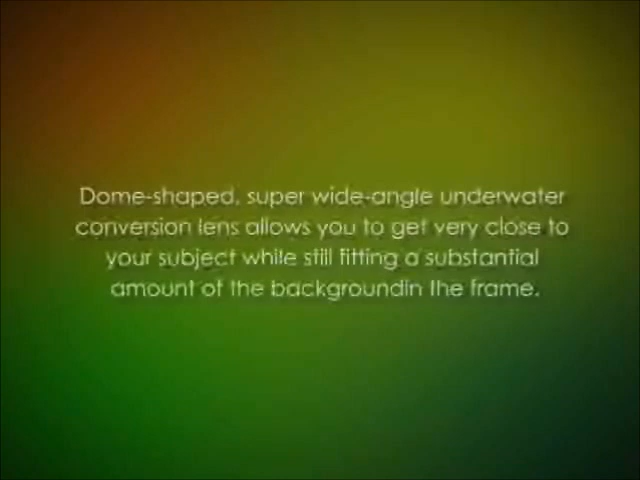 Dome-shaped, super wide-angle underwater
conversion lens allows you to get very close to
your subject while still fitting a substantial
amount of the backgroundin the frame.